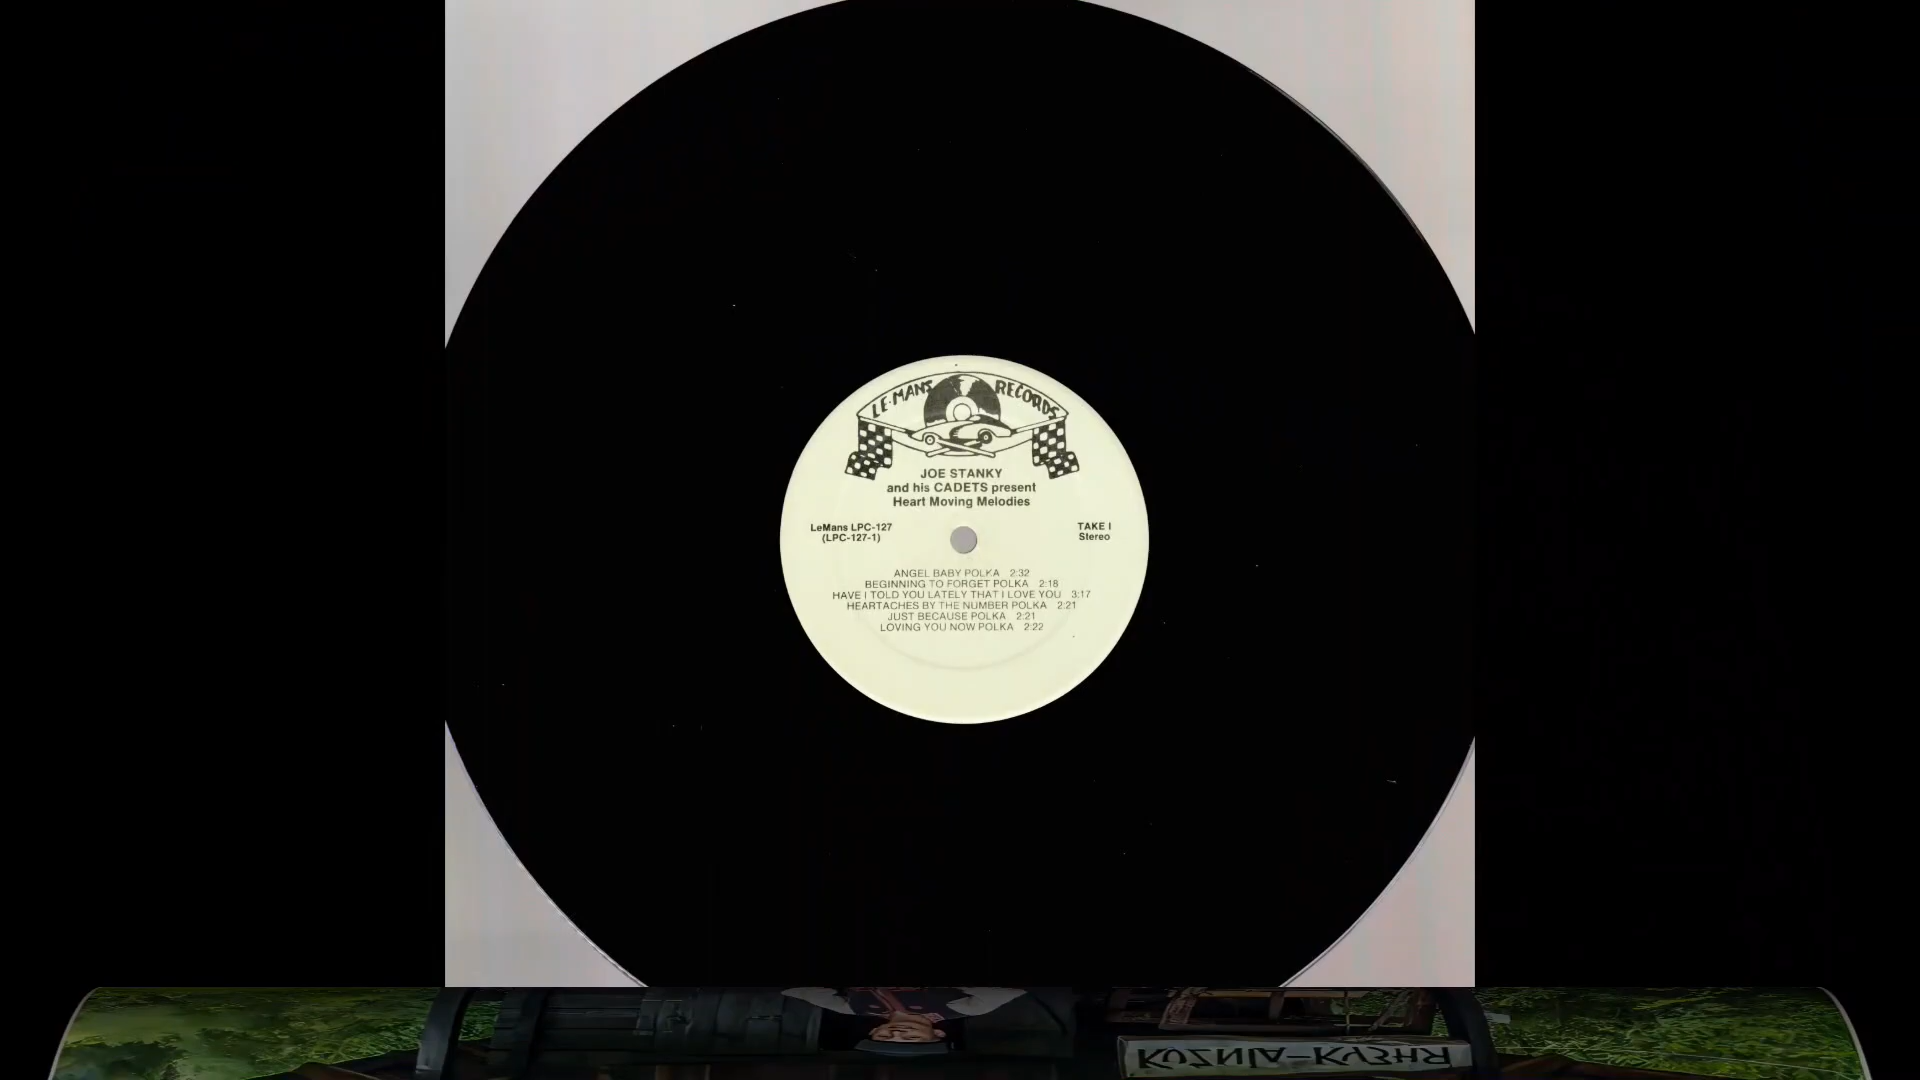 LE·MANS RECORDS
JOE STANKY
and his CADETS present
Heart Moving Melodies
LeMans LPC-127
(LPC-127-1)
TAKE I
Stereo
ANGEL BABY POLKA 2:32
BEGINNING TO FORGET POLKA 2:18
HAVE I TOLD YOU LATELY THAT I LOVE YOU 3:17
HEARTACHES BY THE NUMBER POLKA 2:21
JUST BECAUSE POLKA 2:21
LOVING YOU NOW POLKA 2:22
KUZNIA-КУЗНЯ